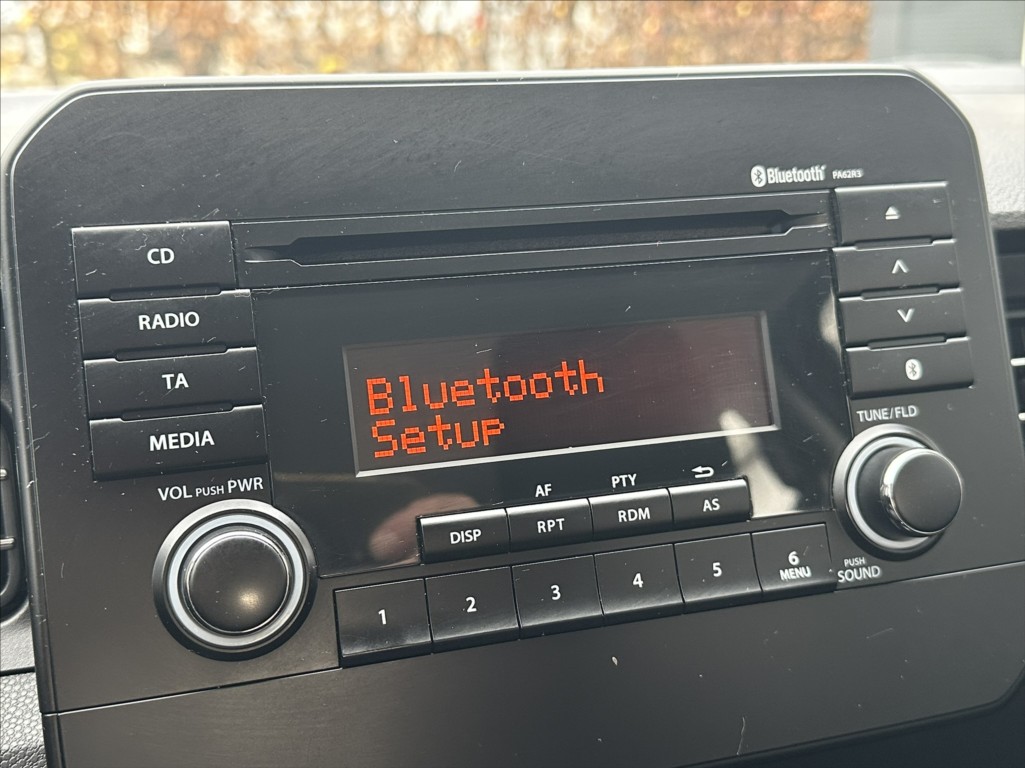 Bluetooth PA62RS
CD
RADIO
TA
MEDIA
VOL PUSH PWR
Bluetooth
Setup
TUNE/FLD
AF
PTY
DISP
RPT
RDM
AS
1
2
3
4
5
6
MENU
PUSH
SOUND